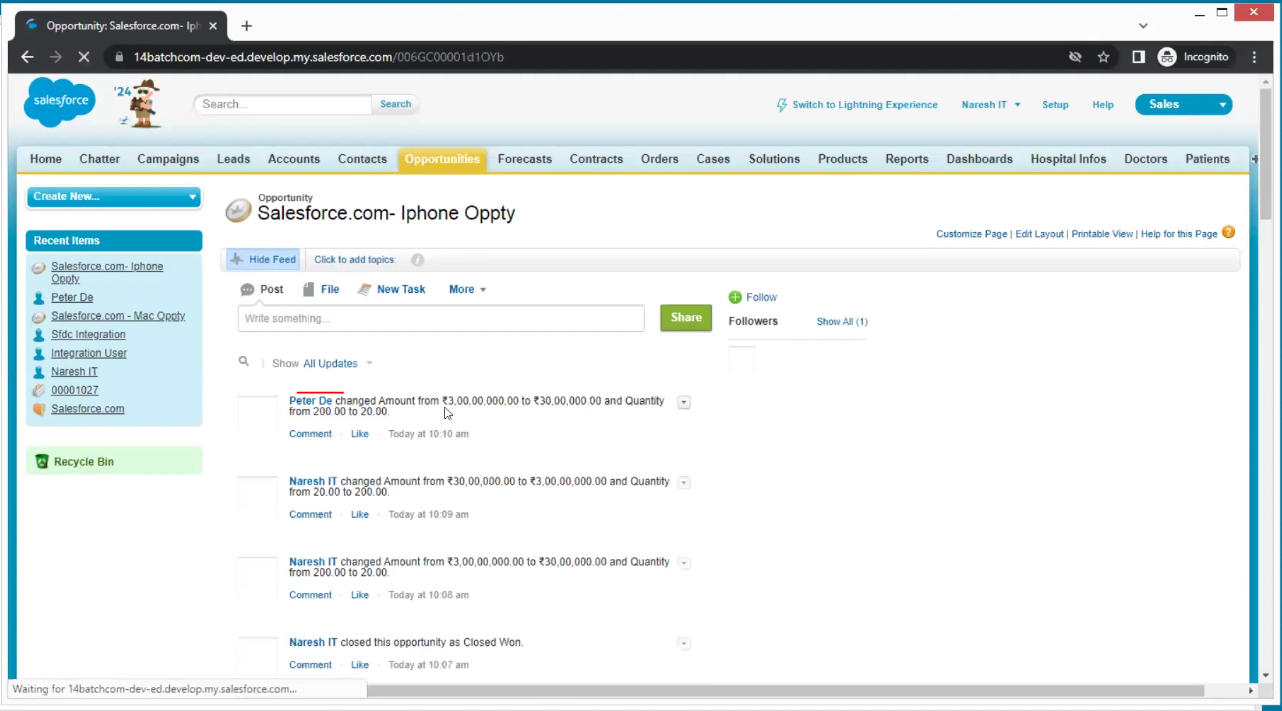 Opportunity: Salesforce.com- Iph
14batchcom-dev-ed.develop.my.salesforce.com/006GC00001d1OYb
Incognito
salesforce
'24
Search...
Search
Switch to Lightning Experience
Naresh IT
Setup
Help
Sales
Home
Chatter
Campaigns
Leads
Accounts
Contacts
Opportunities
Forecasts
Contracts
Orders
Cases
Solutions
Products
Reports
Dashboards
Hospital Infos
Doctors
Patients
Create New...
Recent Items
Salesforce.com- Iphone
Oppty
Peter De
Salesforce.com - Mac Oppty
Sfdc Integration
Integration User
Naresh IT
00001027
Salesforce.com
Recycle Bin
Opportunity
Salesforce.com- Iphone Oppty
Customize Page | Edit Layout | Printable View | Help for this Page
Hide Feed
Click to add topics:
Post
File
New Task
More
Write something...
Share
Follow
Followers
Show All (1)
Show All Updates
Peter De changed Amount from ₹3,00,00,000.00 to ₹30,00,000.00 and Quantity
from 200.00 to 20.00.
Comment · Like · Today at 10:10 am
Naresh IT changed Amount from ₹30,00,000.00 to ₹3,00,00,000.00 and Quantity
from 20.00 to 200.00.
Comment · Like · Today at 10:09 am
Naresh IT changed Amount from ₹3,00,00,000.00 to ₹30,00,000.00 and Quantity
from 200.00 to 20.00.
Comment · Like · Today at 10:08 am
Naresh IT closed this opportunity as Closed Won.
Comment · Like · Today at 10:07 am
Waiting for 14batchcom-dev-ed.develop.my.salesforce.com...